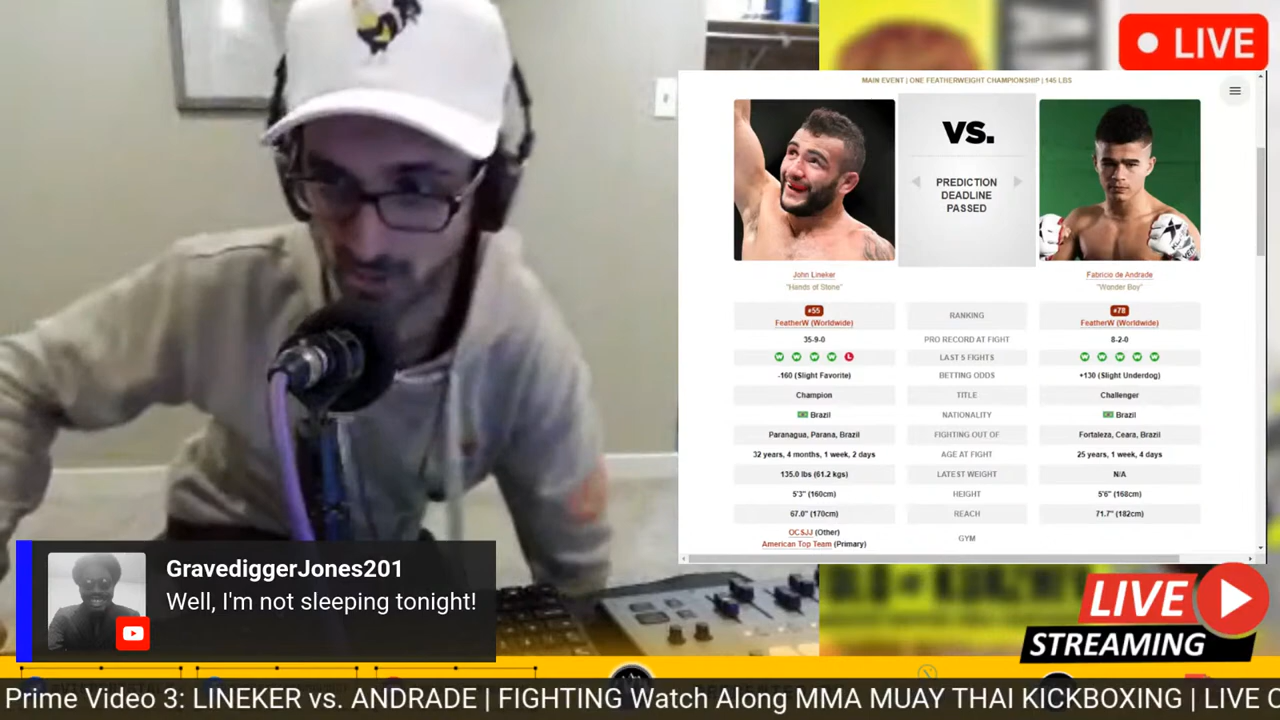 LIVE
MAIN EVENT | ONE FEATHERWEIGHT CHAMPIONSHIP | 145 LBS
VS.
PREDICTION
DEADLINE
PASSED
John Lineker
"Hands of Stone"
Fabricio de Andrade
"Wonder Boy"
#55 RANKING #78
FeatherW (Worldwide) FeatherW (Worldwide)
35-9-0 PRO RECORD AT FIGHT 8-2-0
W W W W L LAST 5 FIGHTS W W W W W
-160 (Slight Favorite) BETTING ODDS +130 (Slight Underdog)
Champion TITLE Challenger
Brazil NATIONALITY Brazil
Paranagua, Parana, Brazil FIGHTING OUT OF Fortaleza, Ceara, Brazil
32 years, 4 months, 1 week, 2 days AGE AT FIGHT 25 years, 1 week, 4 days
135.0 lbs (61.2 kgs) LATEST WEIGHT N/A
5'3" (160cm) HEIGHT 5'6" (168cm)
67.0" (170cm) REACH 71.7" (182cm)
OCSJJ (Other) GYM
American Top Team (Primary)
GravediggerJones201
Well, I'm not sleeping tonight!
LIVE
STREAMING
Prime Video 3: LINEKER vs. ANDRADE | FIGHTING Watch Along MMA MUAY THAI KICKBOXING | LIVE